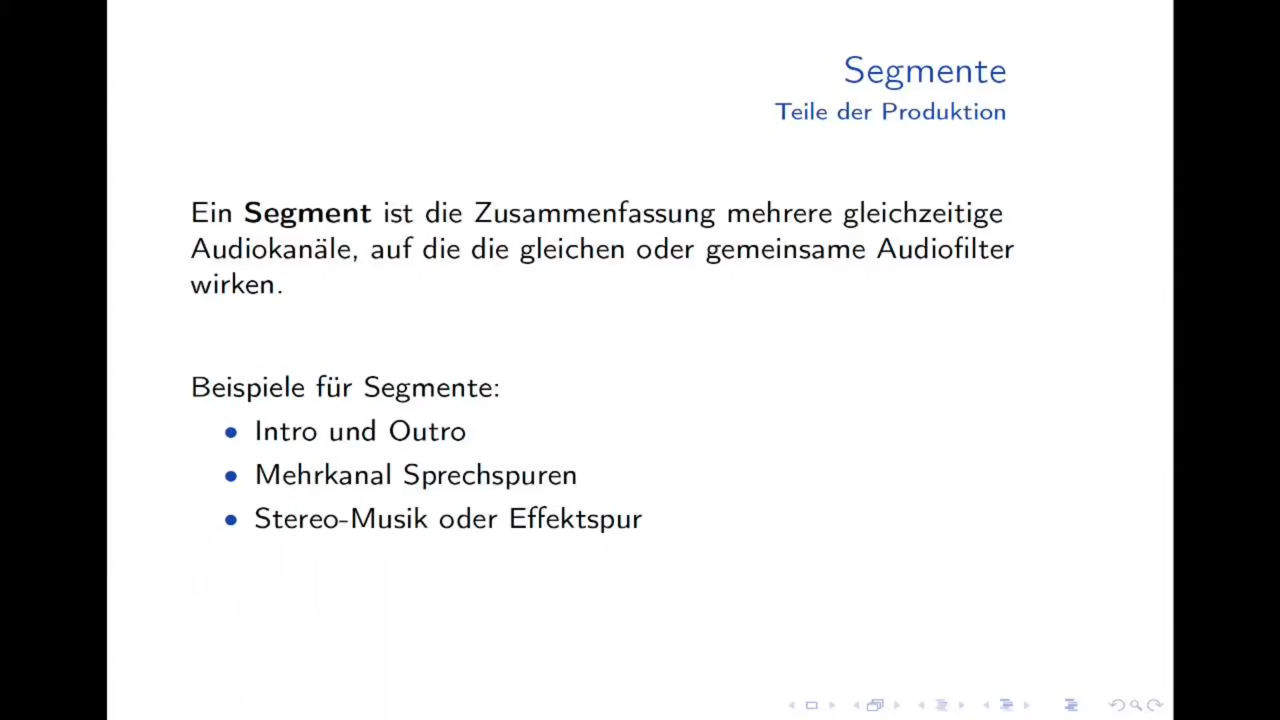 Segmente
Teile der Produktion
Ein Segment ist die Zusammenfassung mehrere gleichzeitige
Audiokanäle, auf die die gleichen oder gemeinsame Audiofilter
wirken.
Beispiele für Segmente:
• Intro und Outro
• Mehrkanal Sprechspuren
• Stereo-Musik oder Effektspur